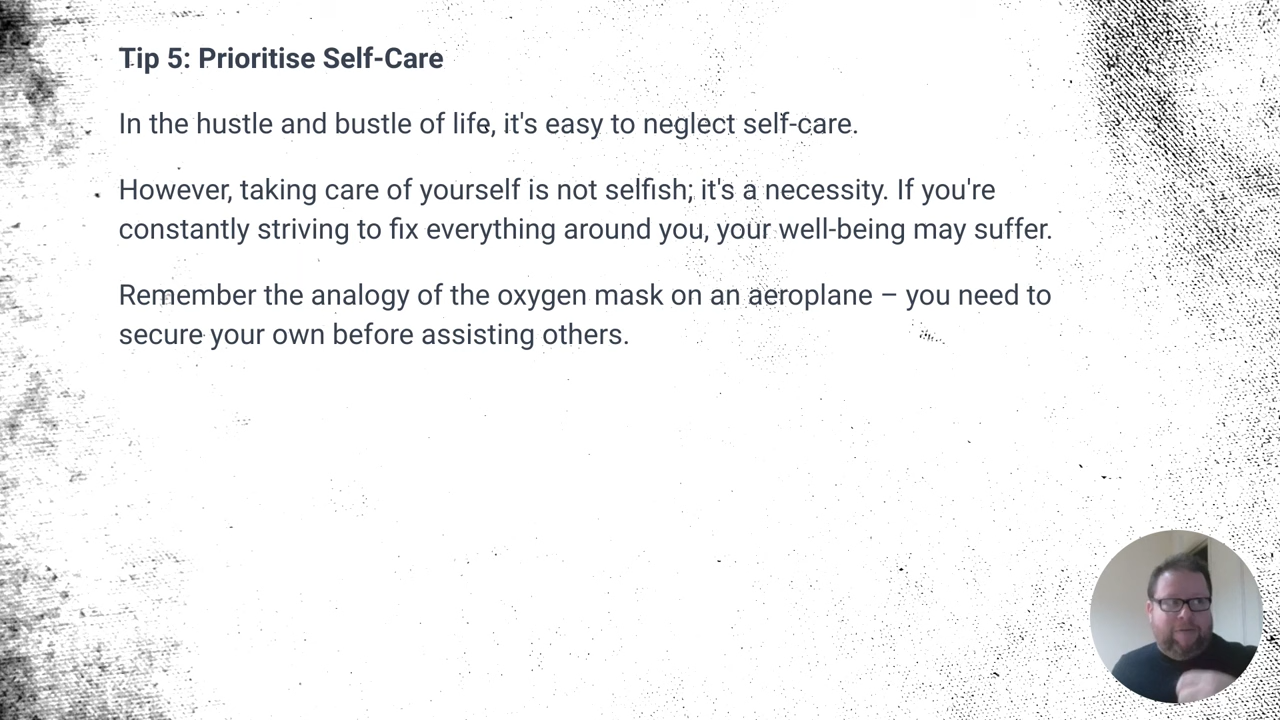 Tip 5: Prioritise Self-Care
In the hustle and bustle of life, it's easy to neglect self-care.
However, taking care of yourself is not selfish; it's a necessity. If you're
constantly striving to fix everything around you, your well-being may suffer.
Remember the analogy of the oxygen mask on an aeroplane – you need to
secure your own before assisting others.